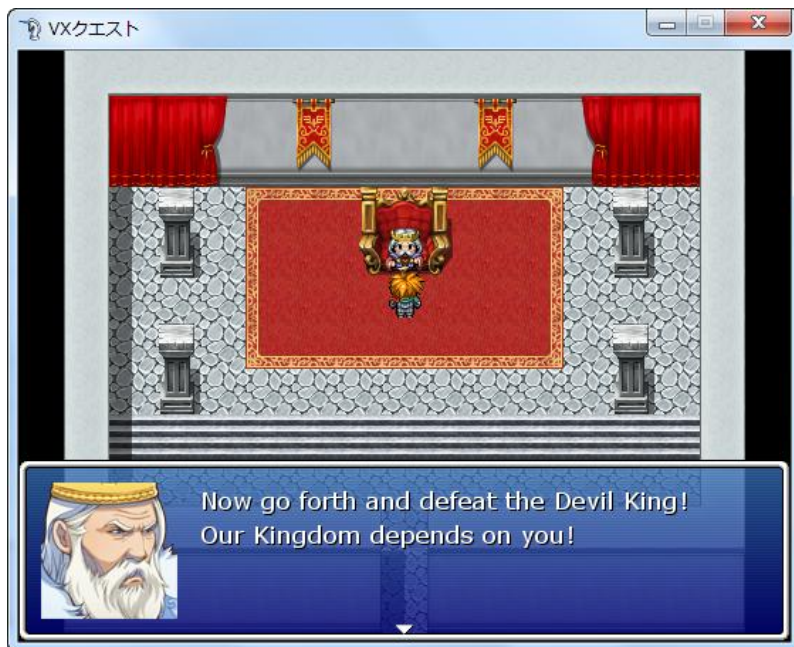 VXクエスト
Now go forth and defeat the Devil King!
Our Kingdom depends on you!